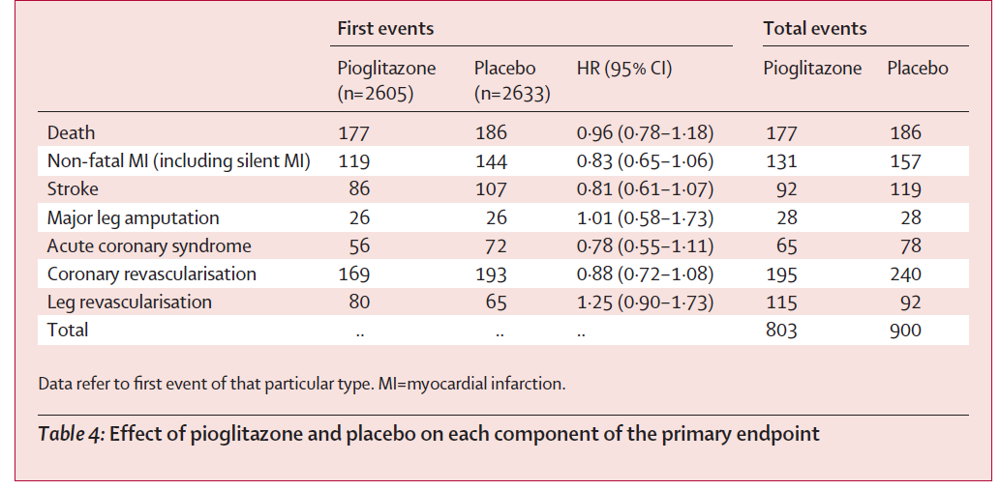 First events Total events
Pioglitazone (n=2605) Placebo (n=2633) HR (95% CI) Pioglitazone Placebo
Death 177 186 0·96 (0·78–1·18) 177 186
Non-fatal MI (including silent MI) 119 144 0·83 (0·65–1·06) 131 157
Stroke 86 107 0·81 (0·61–1·07) 92 119
Major leg amputation 26 26 1·01 (0·58–1·73) 28 28
Acute coronary syndrome 56 72 0·78 (0·55–1·11) 65 78
Coronary revascularisation 169 193 0·88 (0·72–1·08) 195 240
Leg revascularisation 80 65 1·25 (0·90–1·73) 115 92
Total .. .. .. 803 900
Data refer to first event of that particular type. MI=myocardial infarction.
Table 4: Effect of pioglitazone and placebo on each component of the primary endpoint